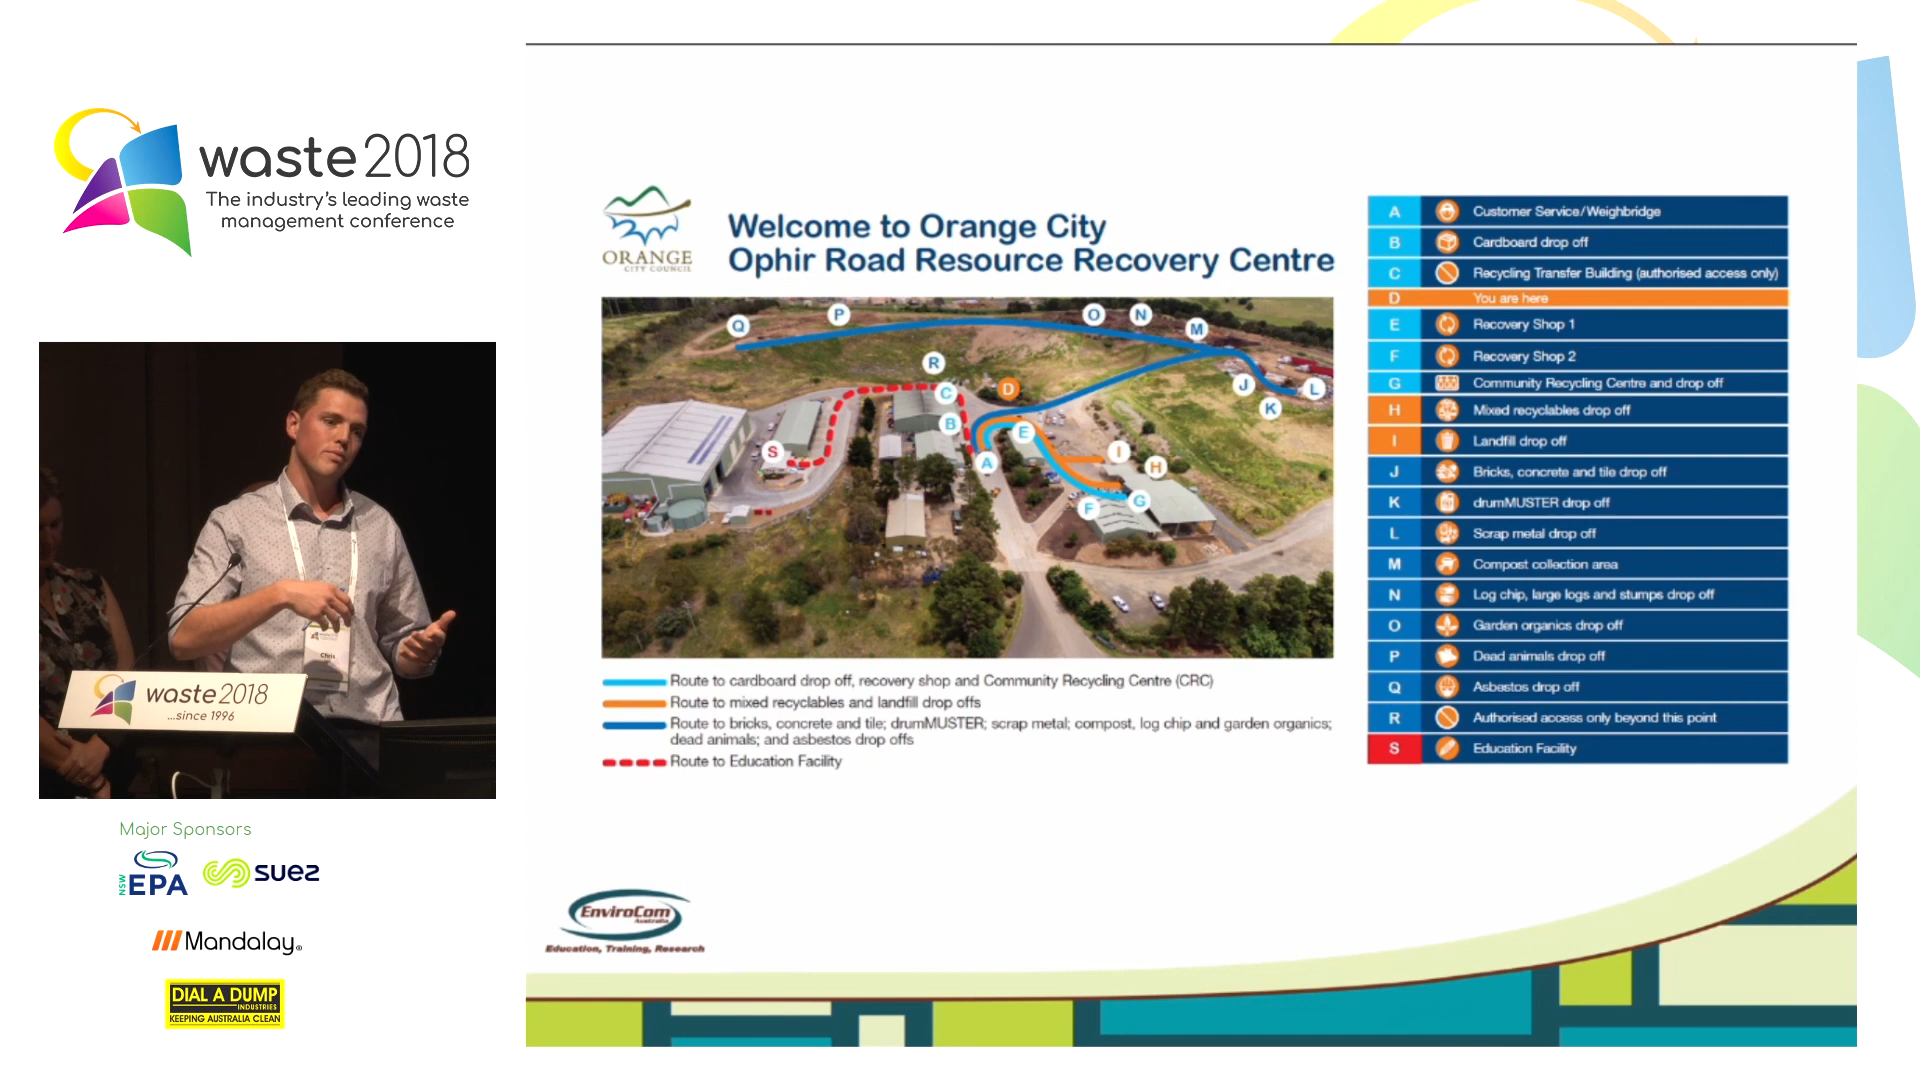 waste 2018
The industry's leading waste
management conference
Chris
waste 2018
...since 1996
Major Sponsors
NSW EPA
suez
Mandalay
DIAL A DUMP
INDUSTRIES
KEEPING AUSTRALIA CLEAN
ORANGE
CITY COUNCIL
Welcome to Orange City
Ophir Road Resource Recovery Centre
Q
P
O
N
M
R
C
D
J
L
K
B
E
S
A
I
H
F
G
Route to cardboard drop off, recovery shop and Community Recycling Centre (CRC)
Route to mixed recyclables and landfill drop offs
Route to bricks, concrete and tile; drumMUSTER; scrap metal; compost, log chip and garden organics;
dead animals; and asbestos drop offs
Route to Education Facility
A Customer Service/Weighbridge
B Cardboard drop off
C Recycling Transfer Building (authorised access only)
D You are here
E Recovery Shop 1
F Recovery Shop 2
G Community Recycling Centre and drop off
H Mixed recyclables drop off
I Landfill drop off
J Bricks, concrete and tile drop off
K drumMUSTER drop off
L Scrap metal drop off
M Compost collection area
N Log chip, large logs and stumps drop off
O Garden organics drop off
P Dead animals drop off
Q Asbestos drop off
R Authorised access only beyond this point
S Education Facility
EnviroCom
Australia
Education, Training, Research